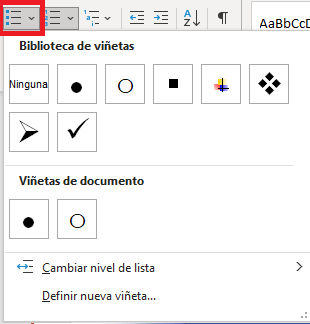 AaBbCcD
Biblioteca de viñetas
Ninguna
Viñetas de documento
Cambiar nivel de lista
Definir nueva viñeta...